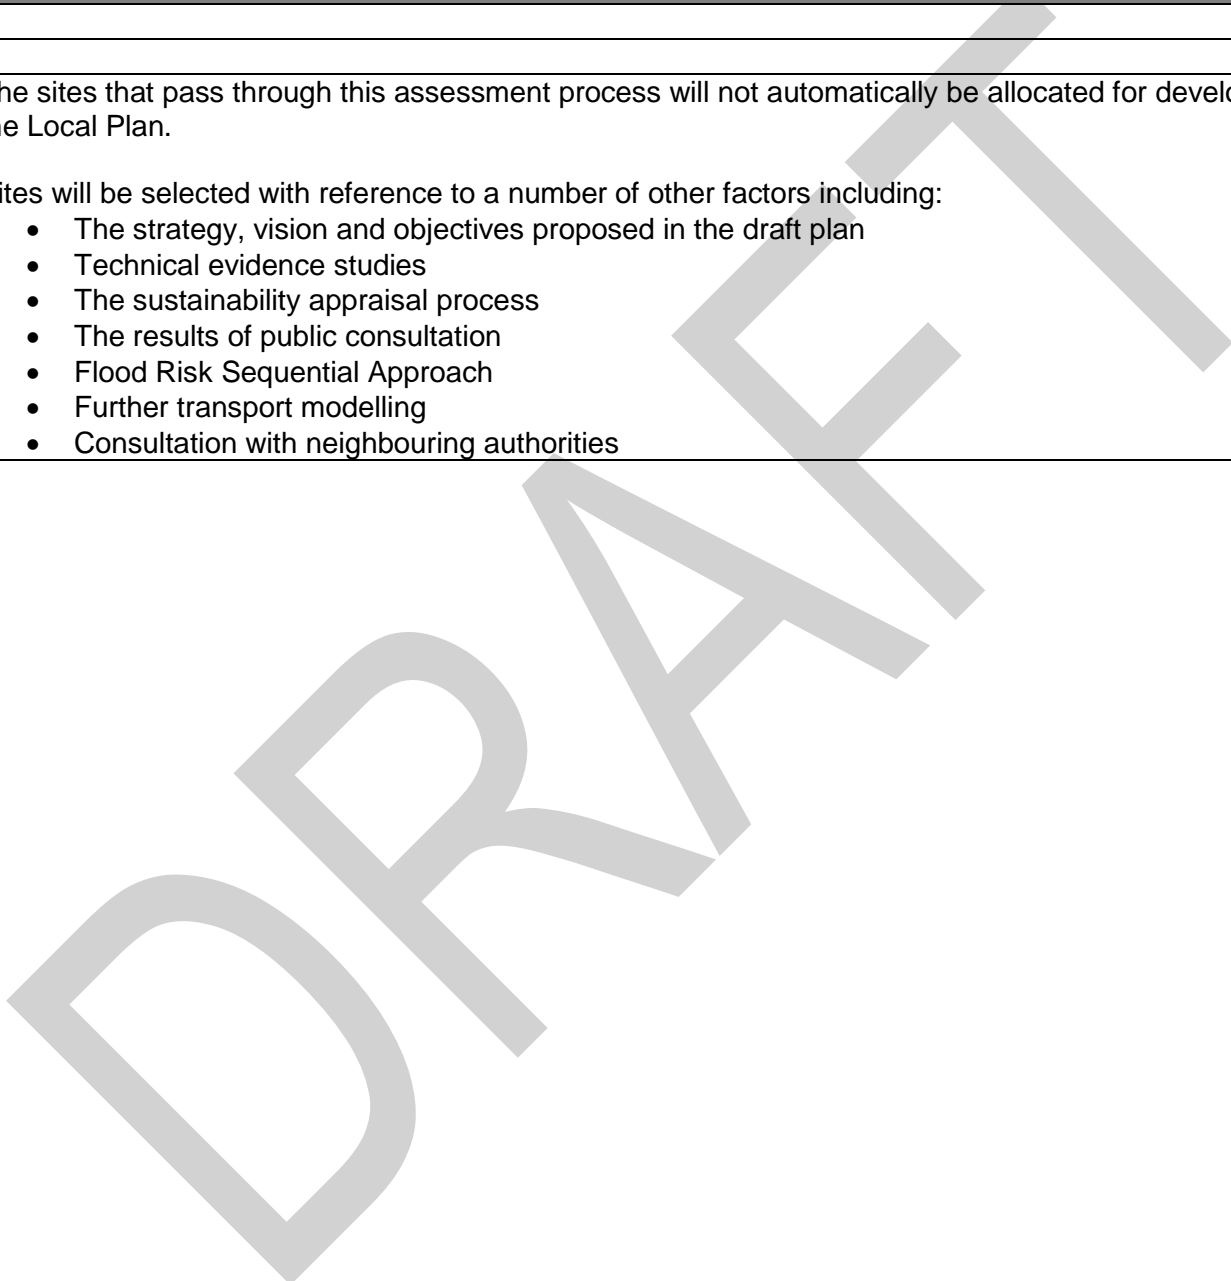 he sites that pass through this assessment process will not automatically be allocated for develo
ne Local Plan.
ites will be selected with reference to a number of other factors including:
• The strategy, vision and objectives proposed in the draft plan
• Technical evidence studies
• The sustainability appraisal process
• The results of public consultation
• Flood Risk Sequential Approach
• Further transport modelling
• Consultation with neighbouring authorities
DRAFT